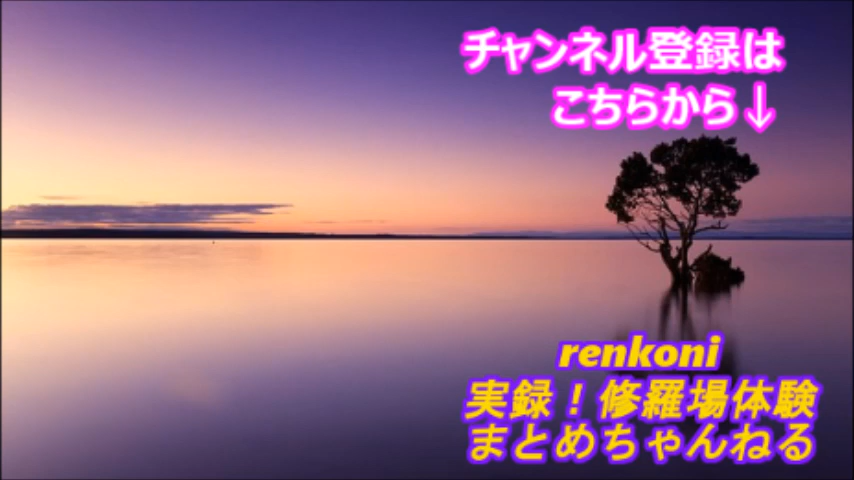 チャンネル登録は
こちらから↓
renkoni
実録！修羅場体験
まとめちゃんねる